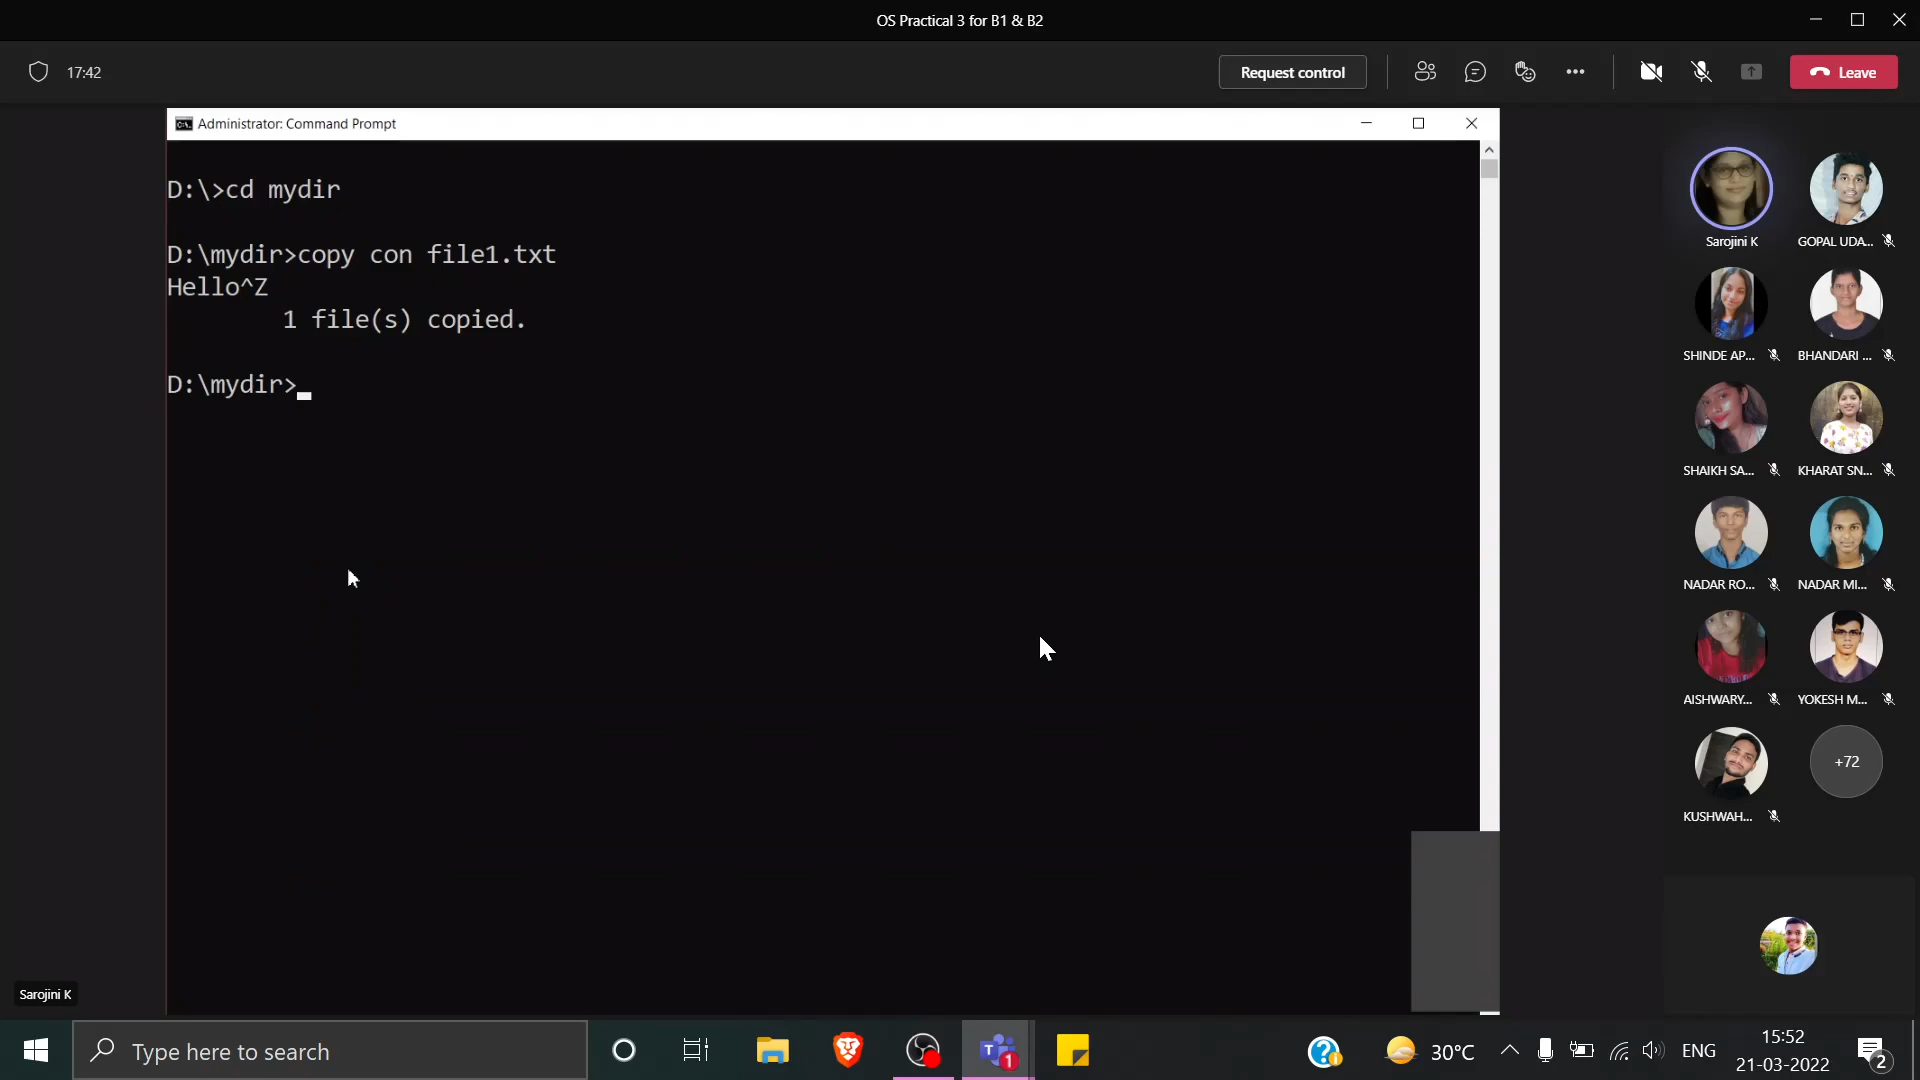 OS Practical 3 for B1 & B2
17:42
Request control
Leave
Administrator: Command Prompt
D:\>cd mydir
D:\mydir>copy con file1.txt
Hello^Z
1 file(s) copied.
D:\mydir>
Sarojini K
GOPAL UDA...
SHINDE AP...
BHANDARI ...
SHAIKH SA...
KHARAT SN...
NADAR RO...
NADAR MI...
AISHWARY...
YOKESH M...
KUSHWAH...
+72
Sarojini K
Type here to search
1
30°C
ENG
15:52
21-03-2022
2